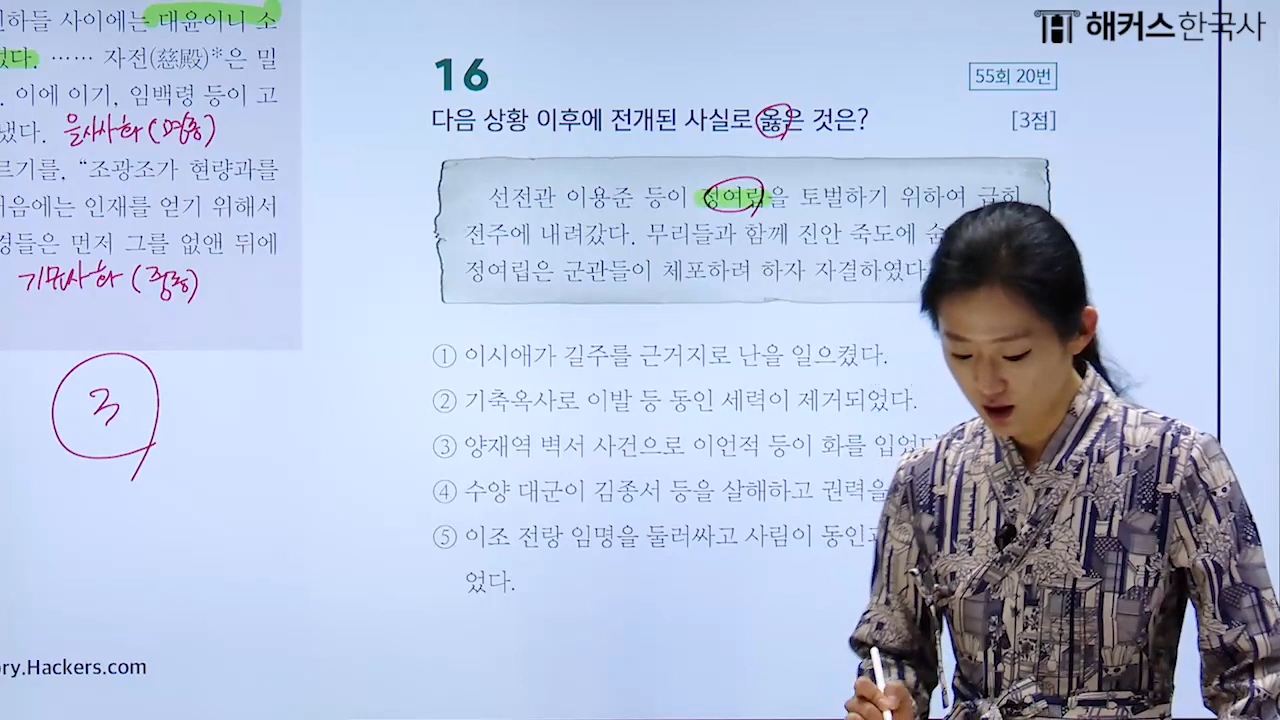 해커스한국사
신하들 사이에는 대윤이니 소
었다. …… 자전(慈殿)*은 밀
. 이에 이기, 임백령 등이 고
냈다. 을사사화(명종)
르기를, “조광조가 현량과를
처음에는 인재를 얻기 위해서
경들은 먼저 그를 없앤 뒤에
기묘사화 (중종)
3
ory.Hackers.com
16
55회 20번
다음 상황 이후에 전개된 사실로 옳은 것은?
[3점]
선전관 이용준 등이 정여립을 토벌하기 위하여 급히
전주에 내려갔다. 무리들과 함께 진안 죽도에
정여립은 군관들이 체포하려 하자 자결하였다
① 이시애가 길주를 근거지로 난을 일으켰다.
② 기축옥사로 이발 등 동인 세력이 제거되었다.
③ 양재역 벽서 사건으로 이언적 등이 화를 입었다
④ 수양 대군이 김종서 등을 살해하고 권력을
⑤ 이조 전랑 임명을 둘러싸고 사림이 동인과
었다.